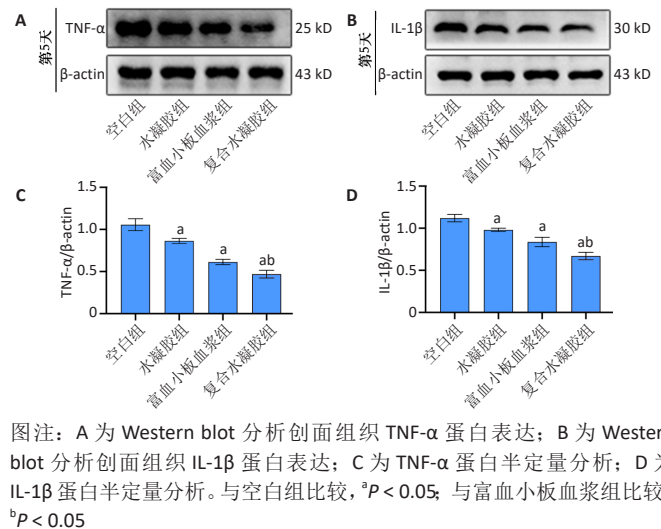 A
第5天
TNF-α
25 kD
β-actin
43 kD
空白组
水凝胶组
富血小板血浆组
复合水凝胶组
B
第5天
IL-1β
30 kD
β-actin
43 kD
空白组
水凝胶组
富血小板血浆组
复合水凝胶组
C
TNF-α/β-actin
1.5
1.0
0.5
0
a
a
ab
空白组
水凝胶组
富血小板血浆组
复合水凝胶组
D
IL-1β/β-actin
1.5
1.0
0.5
0
a
a
ab
空白组
水凝胶组
富血小板血浆组
复合水凝胶组
图注：A 为 Western blot 分析创面组织 TNF-α 蛋白表达；B 为 Wester
blot 分析创面组织 IL-1β 蛋白表达；C 为 TNF-α 蛋白半定量分析；D
IL-1β 蛋白半定量分析。与空白组比较，ᵃP < 0.05；与富血小板血浆组比较
ᵇP < 0.05